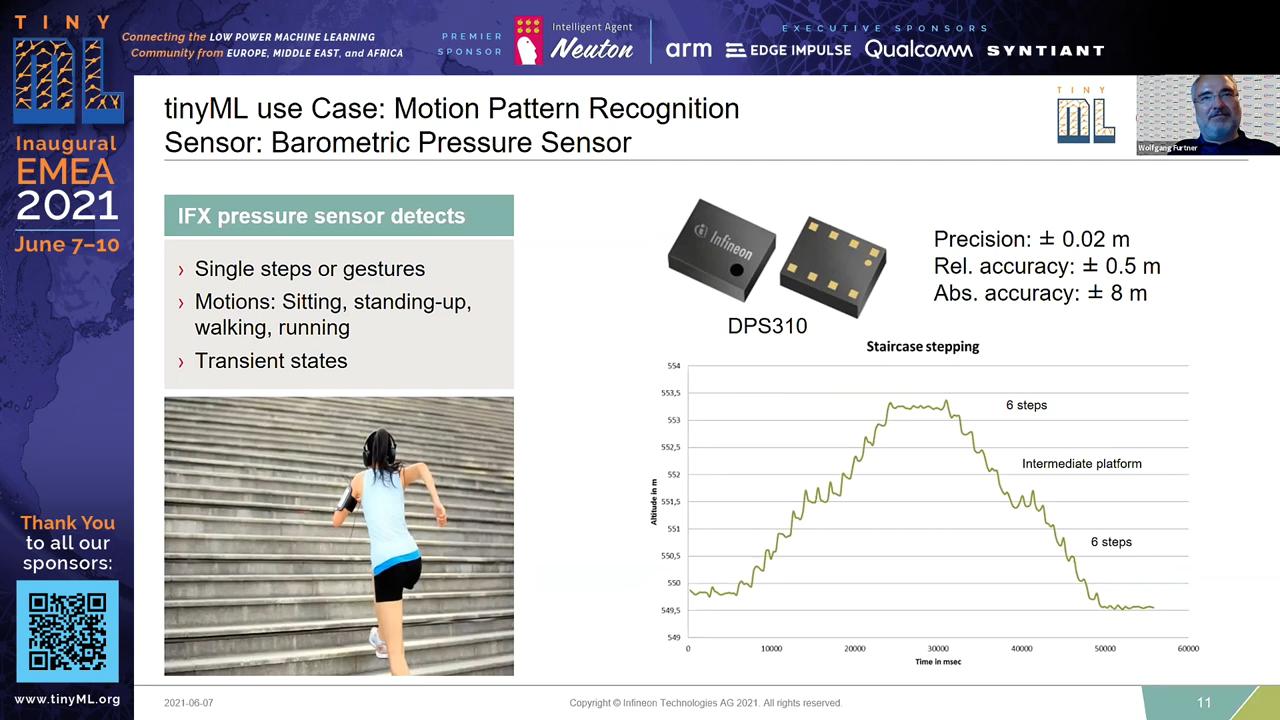 TINY
ML
Connecting the LOW POWER MACHINE LEARNING
Community from EUROPE, MIDDLE EAST, and AFRICA
PREMIER
SPONSOR
Intelligent Agent
Neuton
EXECUTIVE SPONSORS
arm
EDGE IMPULSE
Qualcomm
SYNTIANT
Inaugural
EMEA
2021
June 7–10
Thank You
to all our
sponsors:
www.tinyML.org
tinyML use Case: Motion Pattern Recognition
Sensor: Barometric Pressure Sensor
TINY
ML
Wolfgang Furtner
IFX pressure sensor detects
› Single steps or gestures
› Motions: Sitting, standing-up,
walking, running
› Transient states
Infineon
DPS310
Precision: ± 0.02 m
Rel. accuracy: ± 0.5 m
Abs. accuracy: ± 8 m
Staircase stepping
554
553,5
553
552,5
552
551,5
551
550,5
550
549,5
549
Altitude in m
6 steps
Intermediate platform
6 steps
0
10000
20000
30000
40000
50000
60000
Time in msec
2021-06-07
Copyright © Infineon Technologies AG 2021. All rights reserved.
11